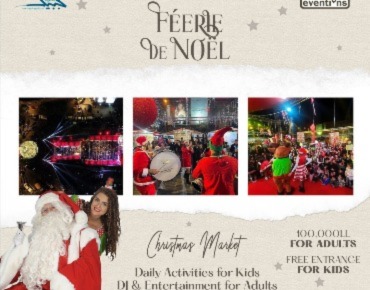 eventions
FÉERIE
DE NOËL
Christmas Market
Daily Activities for Kids
DJ & Entertainment for Adults
100.000LL
FOR ADULTS
FREE ENTRANCE
FOR KIDS